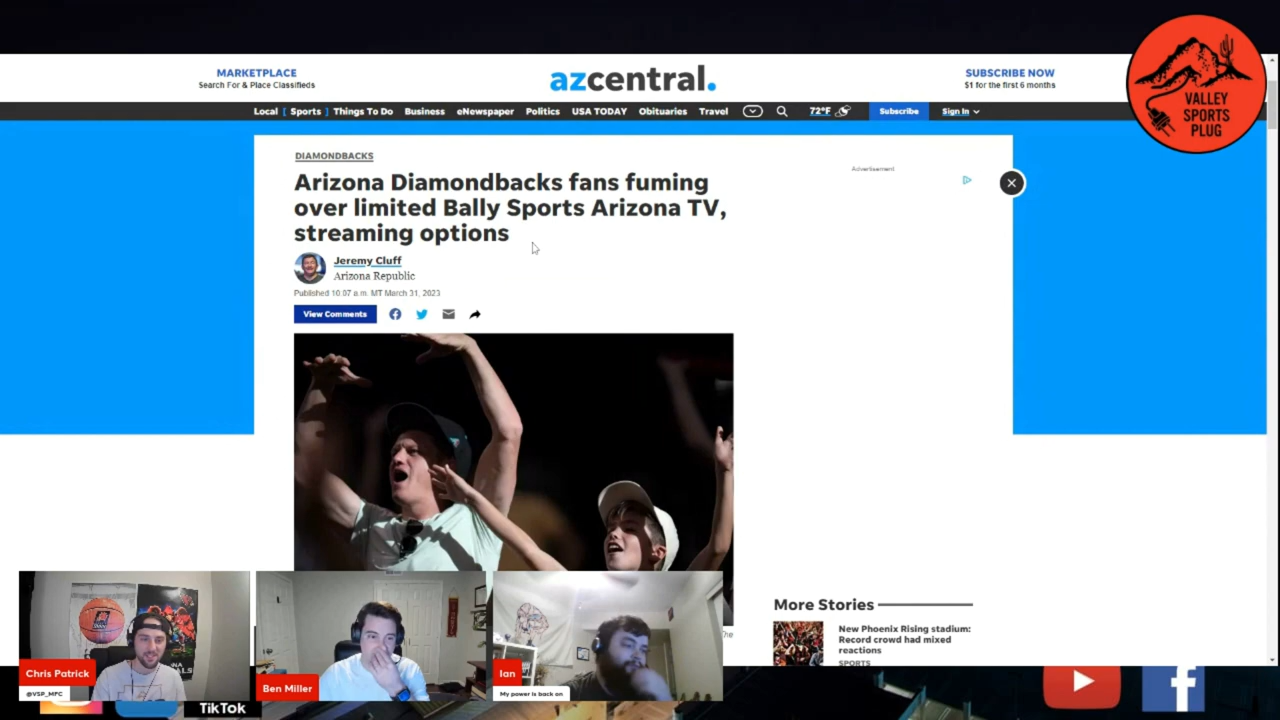 MARKETPLACE
Search For & Place Classifieds
azcentral.
SUBSCRIBE NOW
$1 for the first 6 months
VALLEY
SPORTS
PLUG
Local Sports Things To Do Business eNewspaper Politics USA TODAY Obituaries Travel 72°F Subscribe Sign In
DIAMONDBACKS
Advertisement
Arizona Diamondbacks fans fuming
over limited Bally Sports Arizona TV,
streaming options
Jeremy Cluff
Arizona Republic
Published 10:07 a.m. MT March 31, 2023
View Comments
More Stories
New Phoenix Rising stadium:
Record crowd had mixed
reactions
SPORTS
The
Chris Patrick
@VSP_MFC
Ben Miller
Ian
My power is back on
TikTok